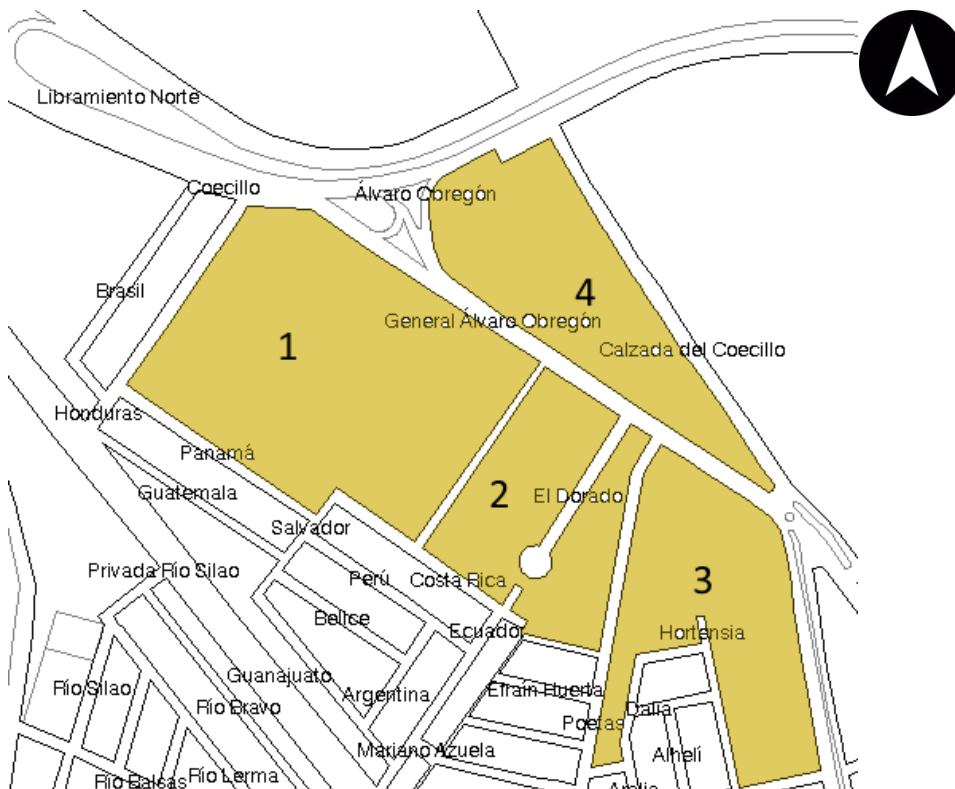 Libramiento Norte
Coecillo
Álvaro Obregón
Brasil
4
General Álvaro Obregón
1
Calzada del Coecillo
Honduras
Panamá
Guatemala
2
El Dorado
Salvador
Privada Río Silao
Perú
Costa Rica
3
Belice
Ecuador
Hortensia
Guanajuato
Río Silao
Argentina
Efraín Huerta
Río Bravo
Dalia
Poetas
Mariano Azuela
Alhelí
Río Balsas
Río Lerma